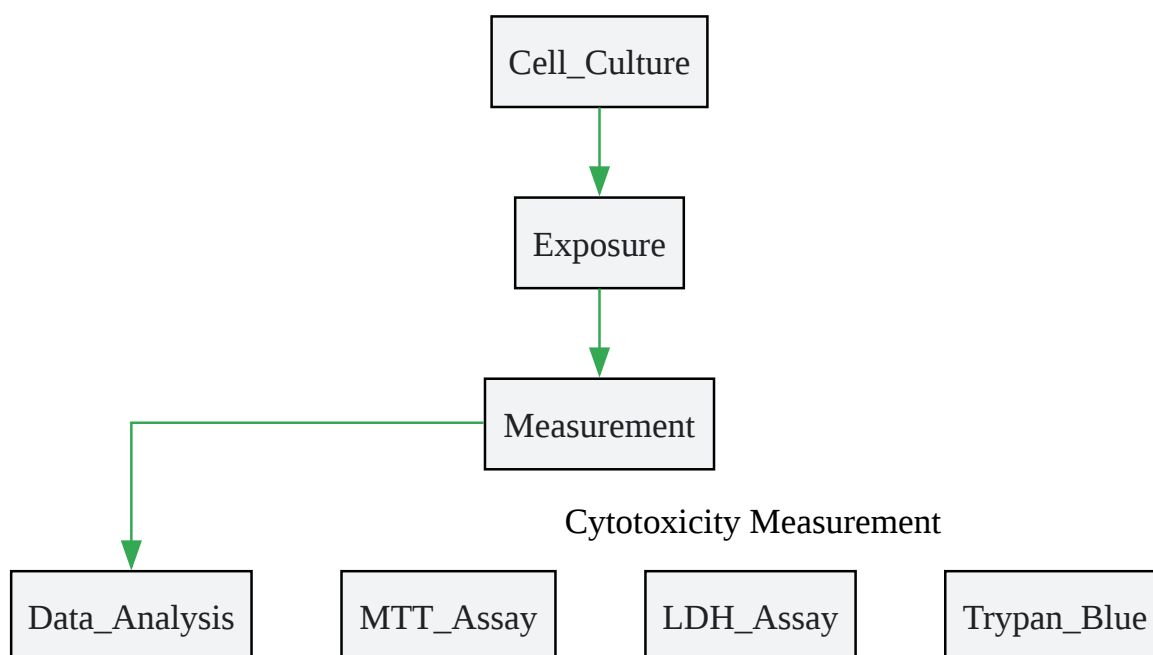 Cell_Culture
Exposure
Measurement
Cytotoxicity Measurement
Data_Analysis
MTT_Assay
LDH_Assay
Trypan_Blue